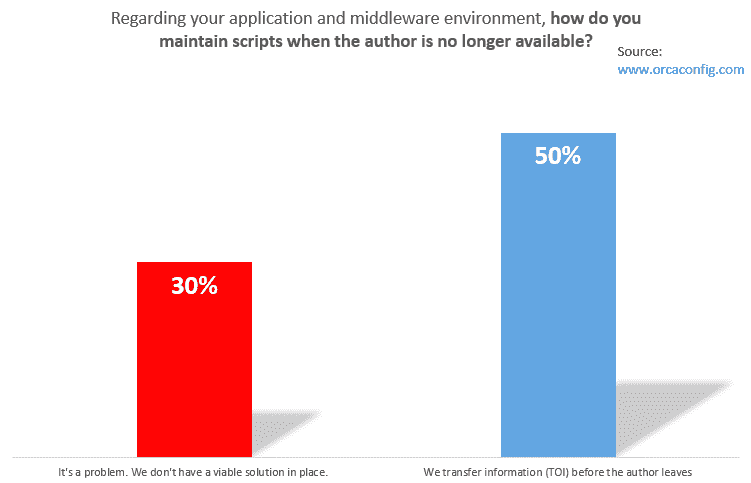 Regarding your application and middleware environment, how do you
maintain scripts when the author is no longer available?
Source:
www.orcaconfig.com
50%
30%
It's a problem. We don't have a viable solution in place.
We transfer information (TOI) before the author leaves